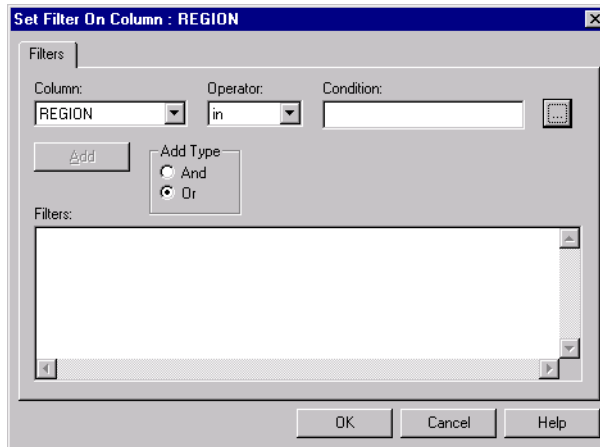 Set Filter On Column : REGION
Filters
Column:
Operator:
Condition:
REGION
in
...
Add
Add Type
And
Or
Filters:
OK
Cancel
Help